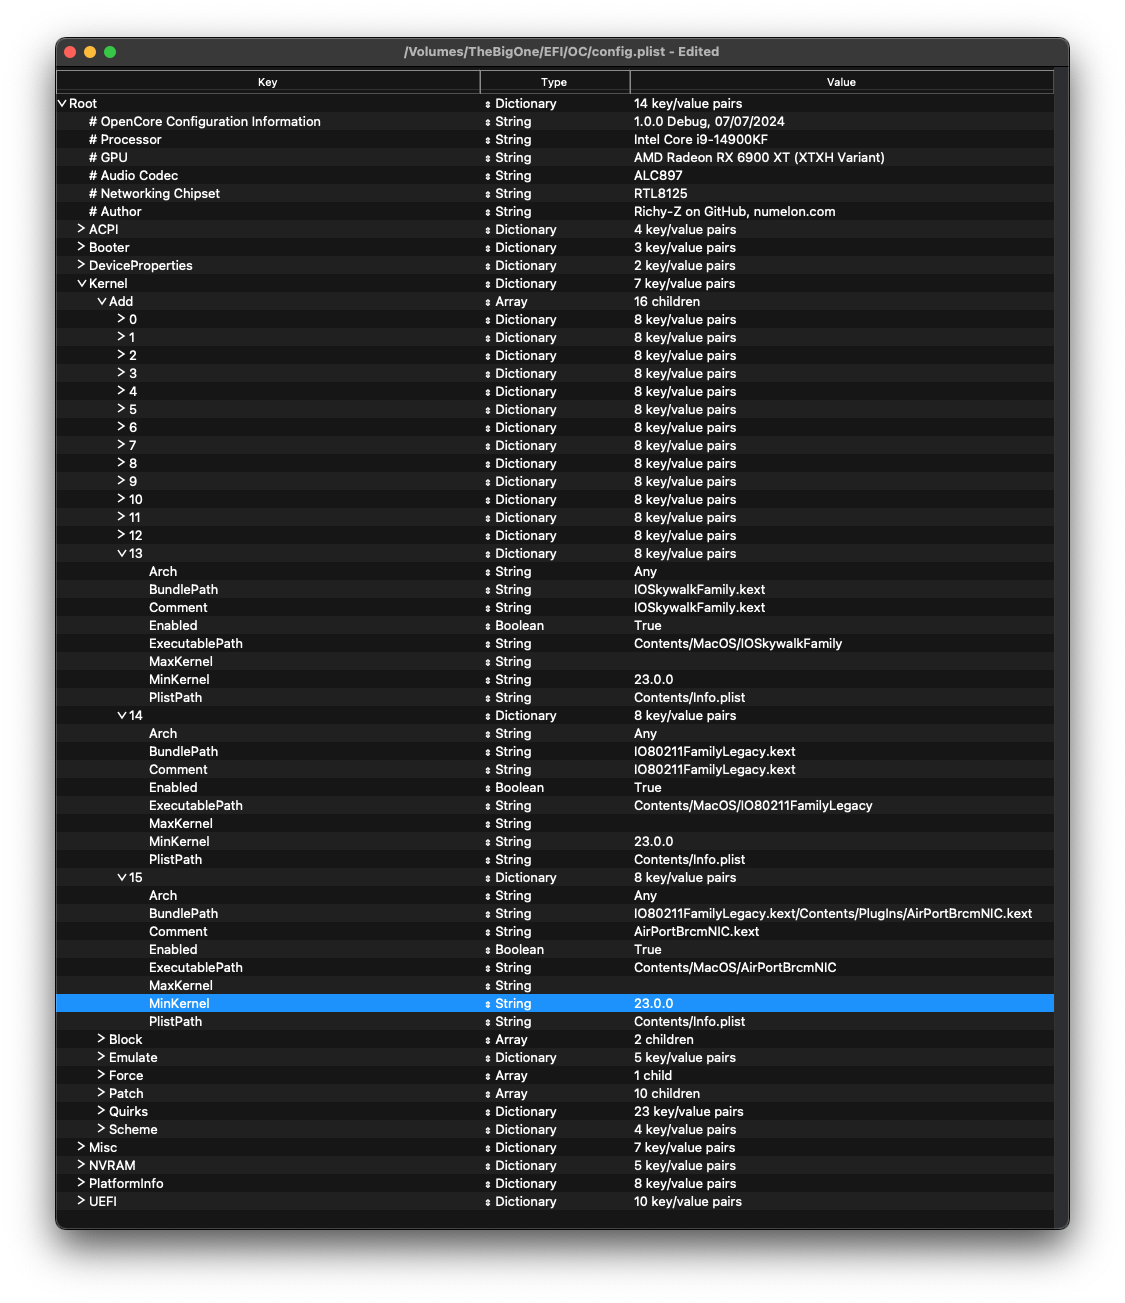 /Volumes/TheBigOne/EFI/OC/config.plist - Edited
Key Type Value
Root Dictionary 14 key/value pairs
# OpenCore Configuration Information String 1.0.0 Debug, 07/07/2024
# Processor String Intel Core i9-14900KF
# GPU String AMD Radeon RX 6900 XT (XTXH Variant)
# Audio Codec String ALC897
# Networking Chipset String RTL8125
# Author String Richy-Z on GitHub, numelon.com
ACPI Dictionary 4 key/value pairs
Booter Dictionary 3 key/value pairs
DeviceProperties Dictionary 2 key/value pairs
Kernel Dictionary 7 key/value pairs
Add Array 16 children
0 Dictionary 8 key/value pairs
1 Dictionary 8 key/value pairs
2 Dictionary 8 key/value pairs
3 Dictionary 8 key/value pairs
4 Dictionary 8 key/value pairs
5 Dictionary 8 key/value pairs
6 Dictionary 8 key/value pairs
7 Dictionary 8 key/value pairs
8 Dictionary 8 key/value pairs
9 Dictionary 8 key/value pairs
10 Dictionary 8 key/value pairs
11 Dictionary 8 key/value pairs
12 Dictionary 8 key/value pairs
13 Dictionary 8 key/value pairs
Arch String Any
BundlePath String IOSkywalkFamily.kext
Comment String IOSkywalkFamily.kext
Enabled Boolean True
ExecutablePath String Contents/MacOS/IOSkywalkFamily
MaxKernel String
MinKernel String 23.0.0
PlistPath String Contents/Info.plist
14 Dictionary 8 key/value pairs
Arch String Any
BundlePath String IO80211FamilyLegacy.kext
Comment String IO80211FamilyLegacy.kext
Enabled Boolean True
ExecutablePath String Contents/MacOS/IO80211FamilyLegacy
MaxKernel String
MinKernel String 23.0.0
PlistPath String Contents/Info.plist
15 Dictionary 8 key/value pairs
Arch String Any
BundlePath String IO80211FamilyLegacy.kext/Contents/PlugIns/AirPortBrcmNIC.kext
Comment String AirPortBrcmNIC.kext
Enabled Boolean True
ExecutablePath String Contents/MacOS/AirPortBrcmNIC
MaxKernel String
MinKernel String 23.0.0
PlistPath String Contents/Info.plist
Block Array 2 children
Emulate Dictionary 5 key/value pairs
Force Array 1 child
Patch Array 10 children
Quirks Dictionary 23 key/value pairs
Scheme Dictionary 4 key/value pairs
Misc Dictionary 7 key/value pairs
NVRAM Dictionary 5 key/value pairs
PlatformInfo Dictionary 8 key/value pairs
UEFI Dictionary 10 key/value pairs